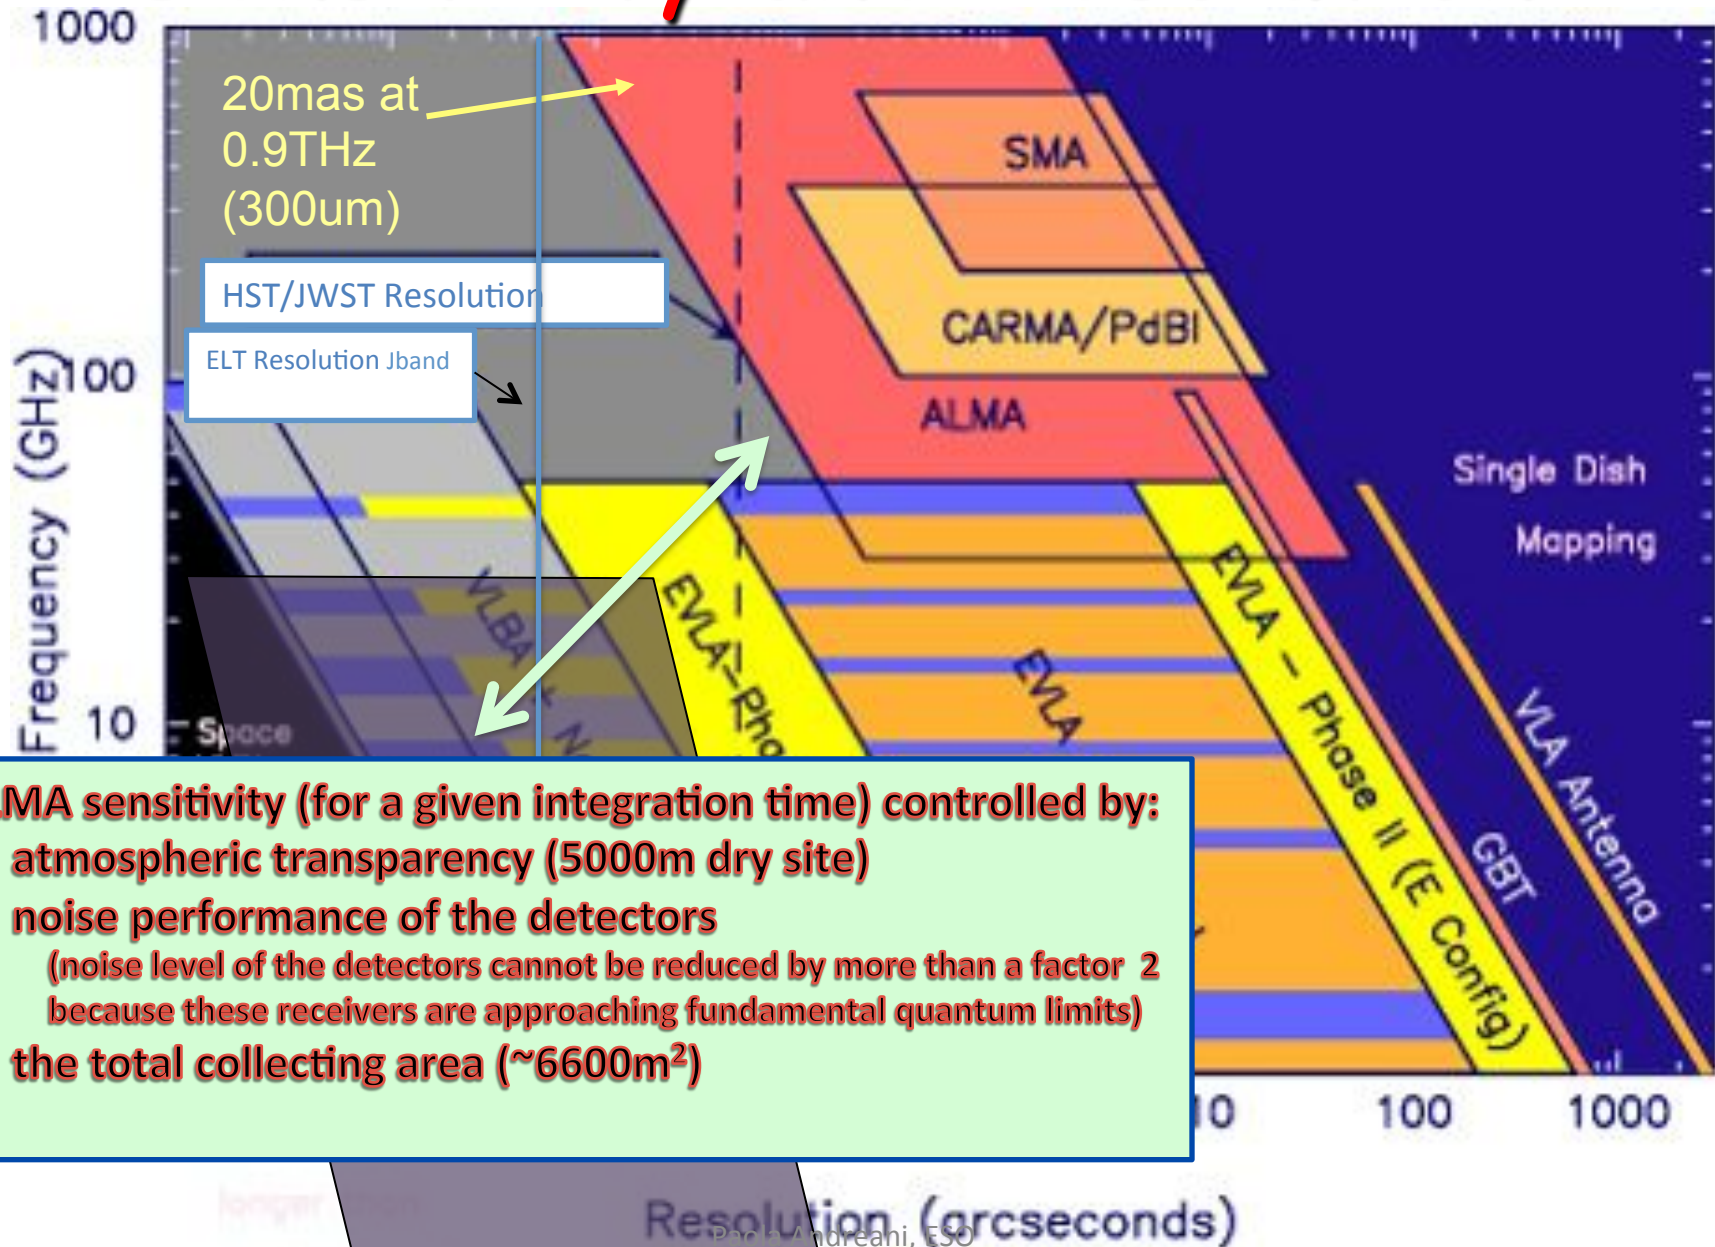 1000
20mas at
0.9THz
(300um)
SMA
HST/JWST Resolution
CARMA/PdBI
ELT Resolution Jband
100
ALMA
Single Dish
Mapping
Frequency (GHz)
VLBA + N
EVLA-Pha
EVLA
EVLA - Phase II (E Config)
VLA Antenna
GBT
10
Space
MA sensitivity (for a given integration time) controlled by:
atmospheric transparency (5000m dry site)
noise performance of the detectors
(noise level of the detectors cannot be reduced by more than a factor 2
because these receivers are approaching fundamental quantum limits)
the total collecting area (~6600m²)
10
100
1000
longer
Resolution (arcseconds)
Paola Andreani, ESO